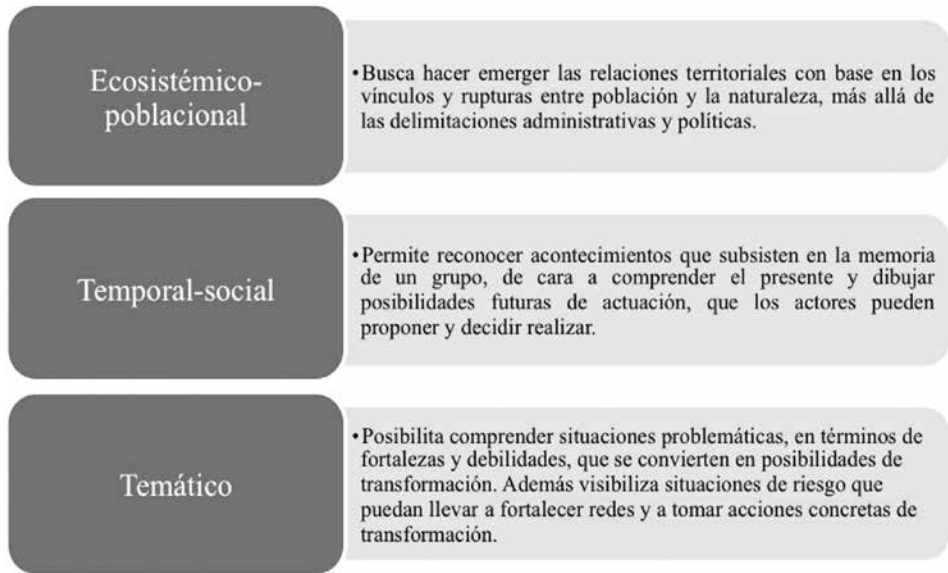 Ecosistémico-
poblacional
•Busca hacer emerger las relaciones territoriales con base en los
vínculos y rupturas entre población y la naturaleza, más allá de
las delimitaciones administrativas y políticas.
Temporal-social
•Permite reconocer acontecimientos que subsisten en la memoria
de un grupo, de cara a comprender el presente y dibujar
posibilidades futuras de actuación, que los actores pueden
proponer y decidir realizar.
Temático
•Posibilita comprender situaciones problemáticas, en términos de
fortalezas y debilidades, que se convierten en posibilidades de
transformación. Además visibiliza situaciones de riesgo que
puedan llevar a fortalecer redes y a tomar acciones concretas de
transformación.